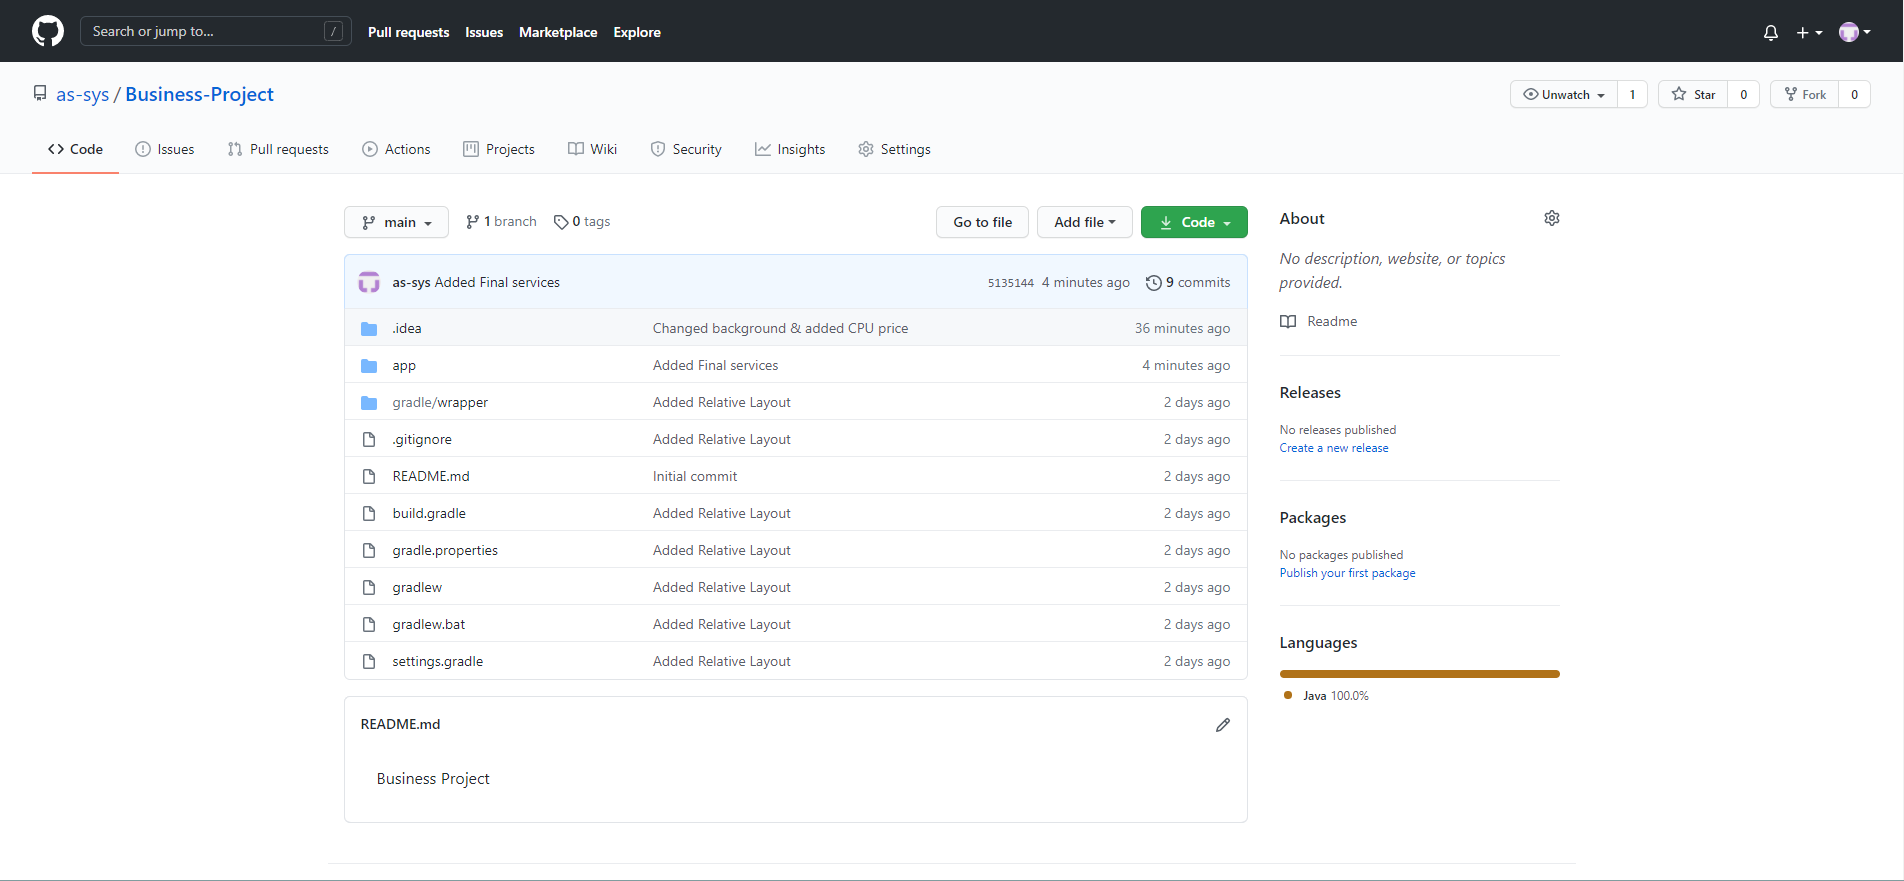 Search or jump to... /
Pull requests Issues Marketplace Explore
as-sys / Business-Project
Unwatch 1 Star 0 Fork 0
Code Issues Pull requests Actions Projects Wiki Security Insights Settings
main 1 branch 0 tags Go to file Add file Code
as-sys Added Final services 5135144 4 minutes ago 9 commits
.idea Changed background & added CPU price 36 minutes ago
app Added Final services 4 minutes ago
gradle/wrapper Added Relative Layout 2 days ago
.gitignore Added Relative Layout 2 days ago
README.md Initial commit 2 days ago
build.gradle Added Relative Layout 2 days ago
gradle.properties Added Relative Layout 2 days ago
gradlew Added Relative Layout 2 days ago
gradlew.bat Added Relative Layout 2 days ago
settings.gradle Added Relative Layout 2 days ago
README.md
Business Project
About
No description, website, or topics
provided.
Readme
Releases
No releases published
Create a new release
Packages
No packages published
Publish your first package
Languages
Java 100.0%